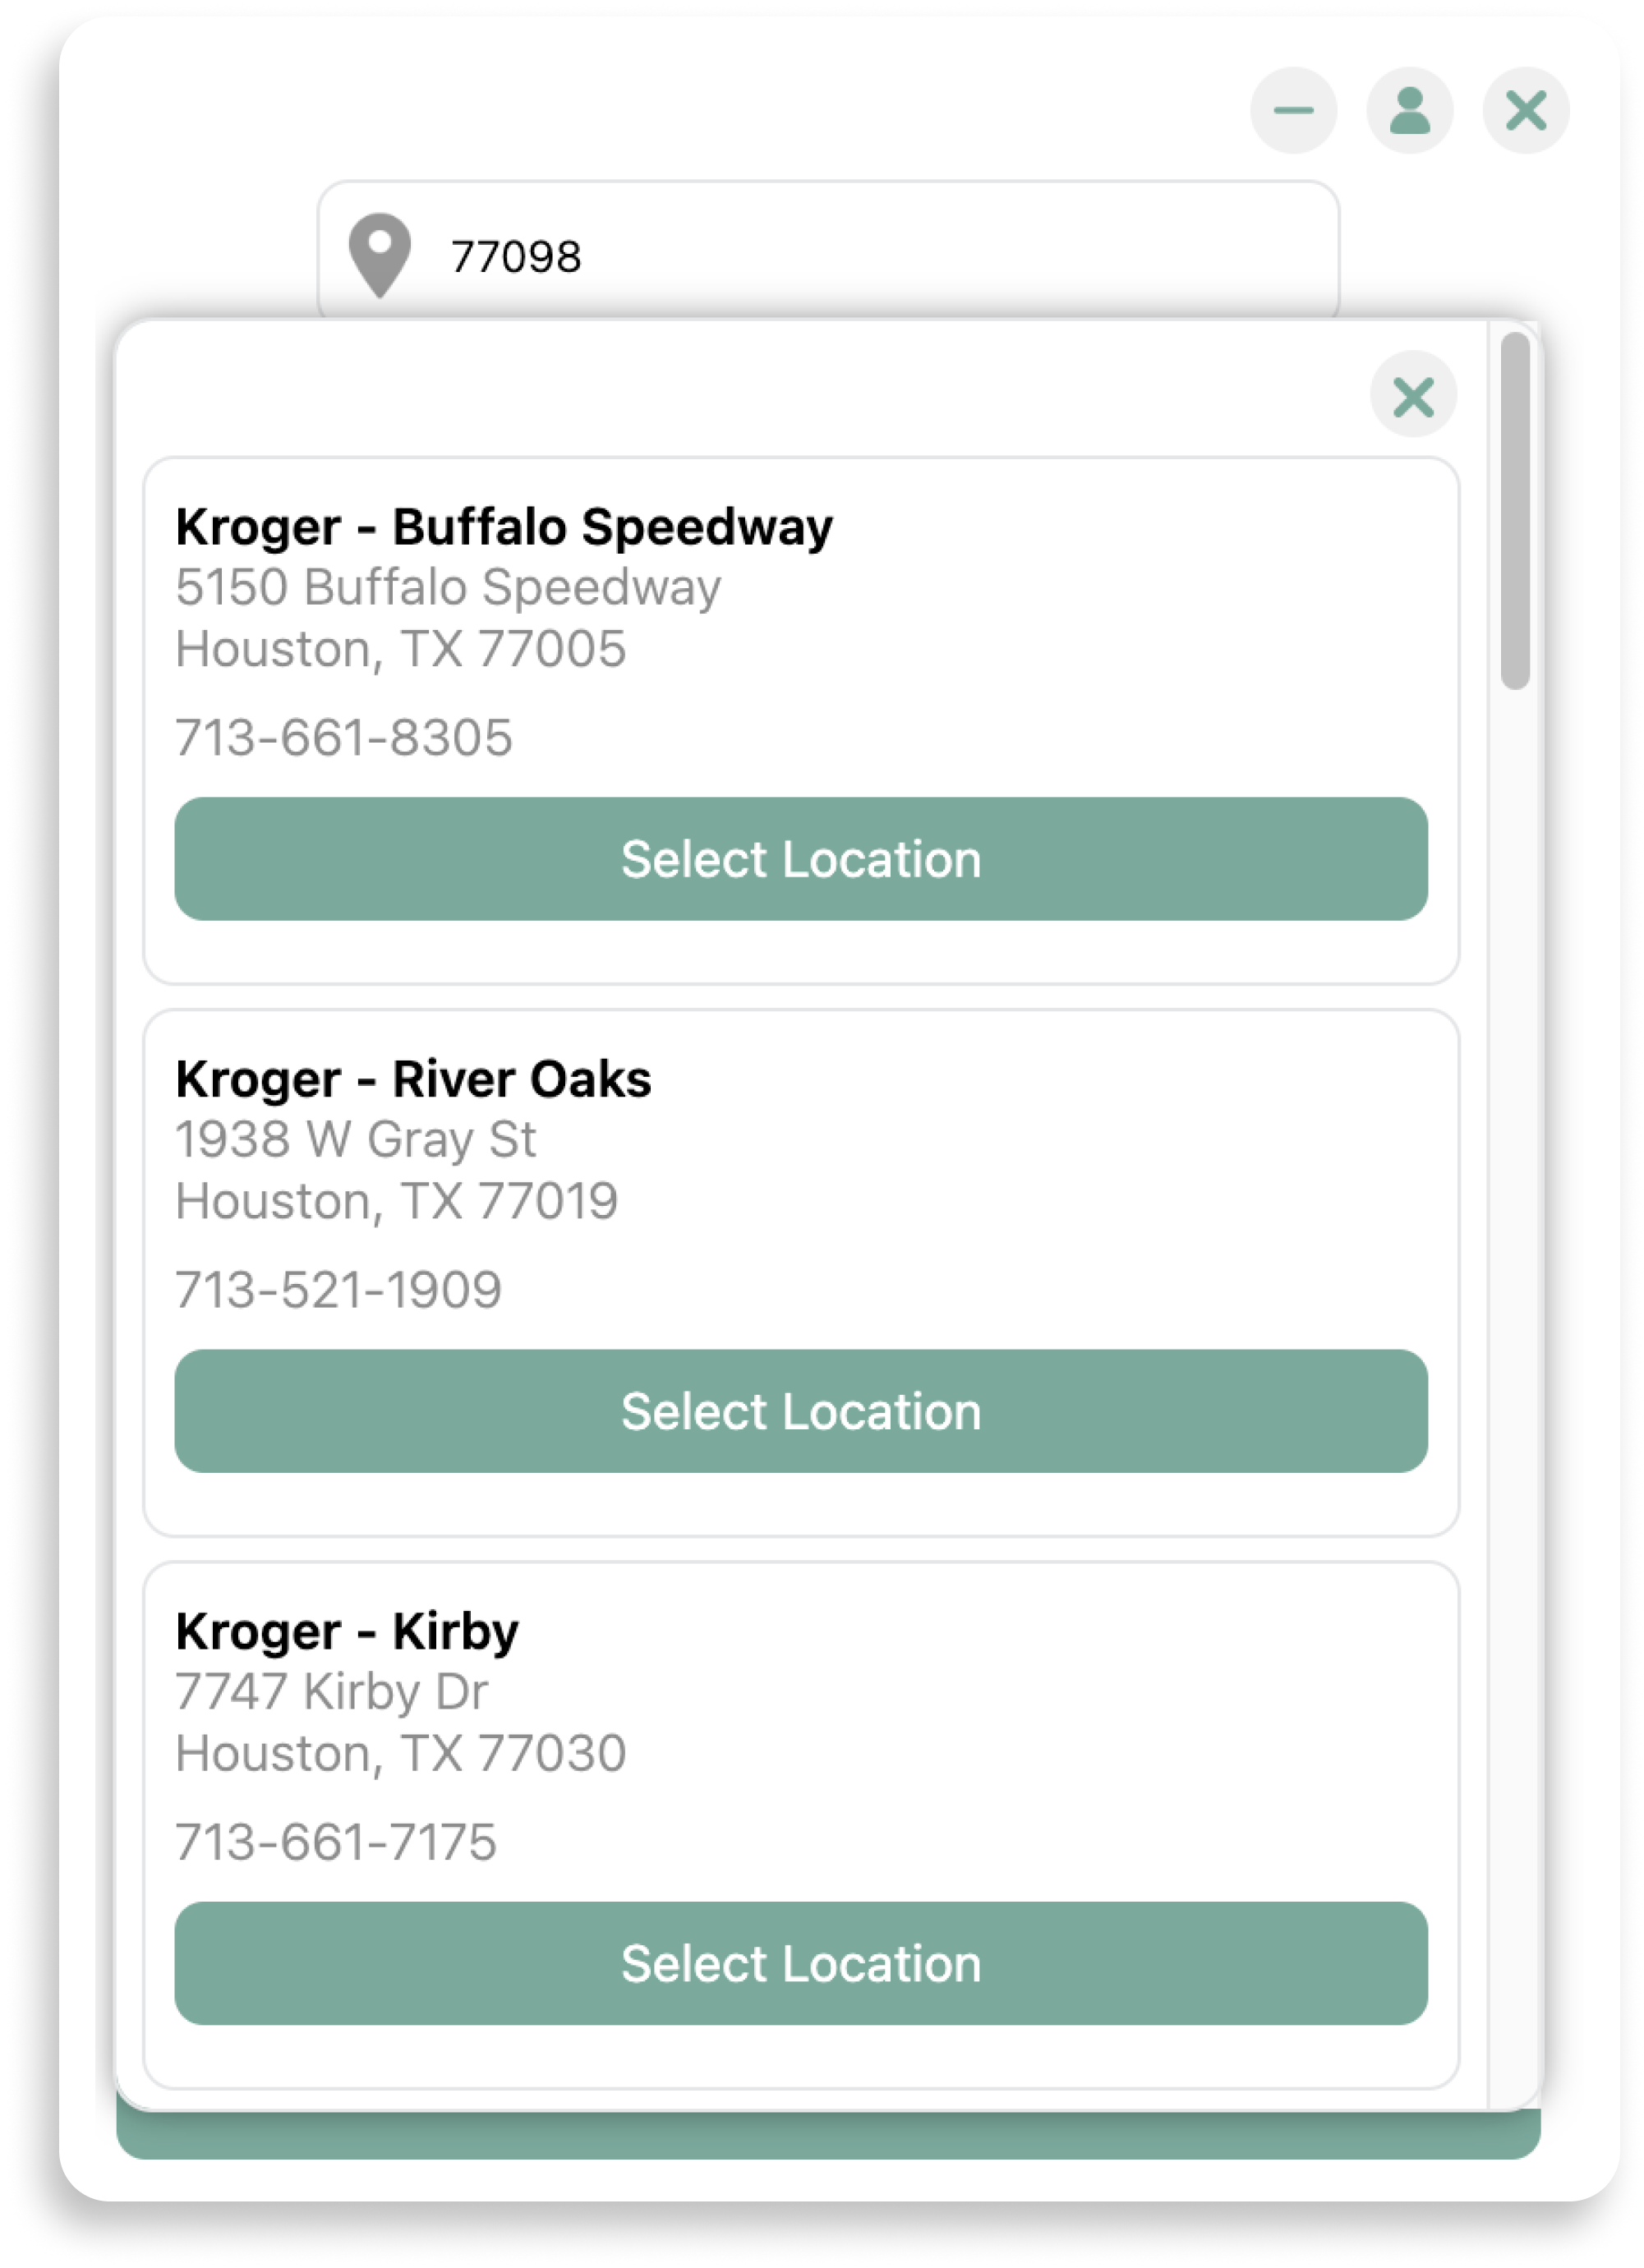 77098
Kroger - Buffalo Speedway
5150 Buffalo Speedway
Houston, TX 77005
713-661-8305
Select Location
Kroger - River Oaks
1938 W Gray St
Houston, TX 77019
713-521-1909
Select Location
Kroger - Kirby
7747 Kirby Dr
Houston, TX 77030
713-661-7175
Select Location